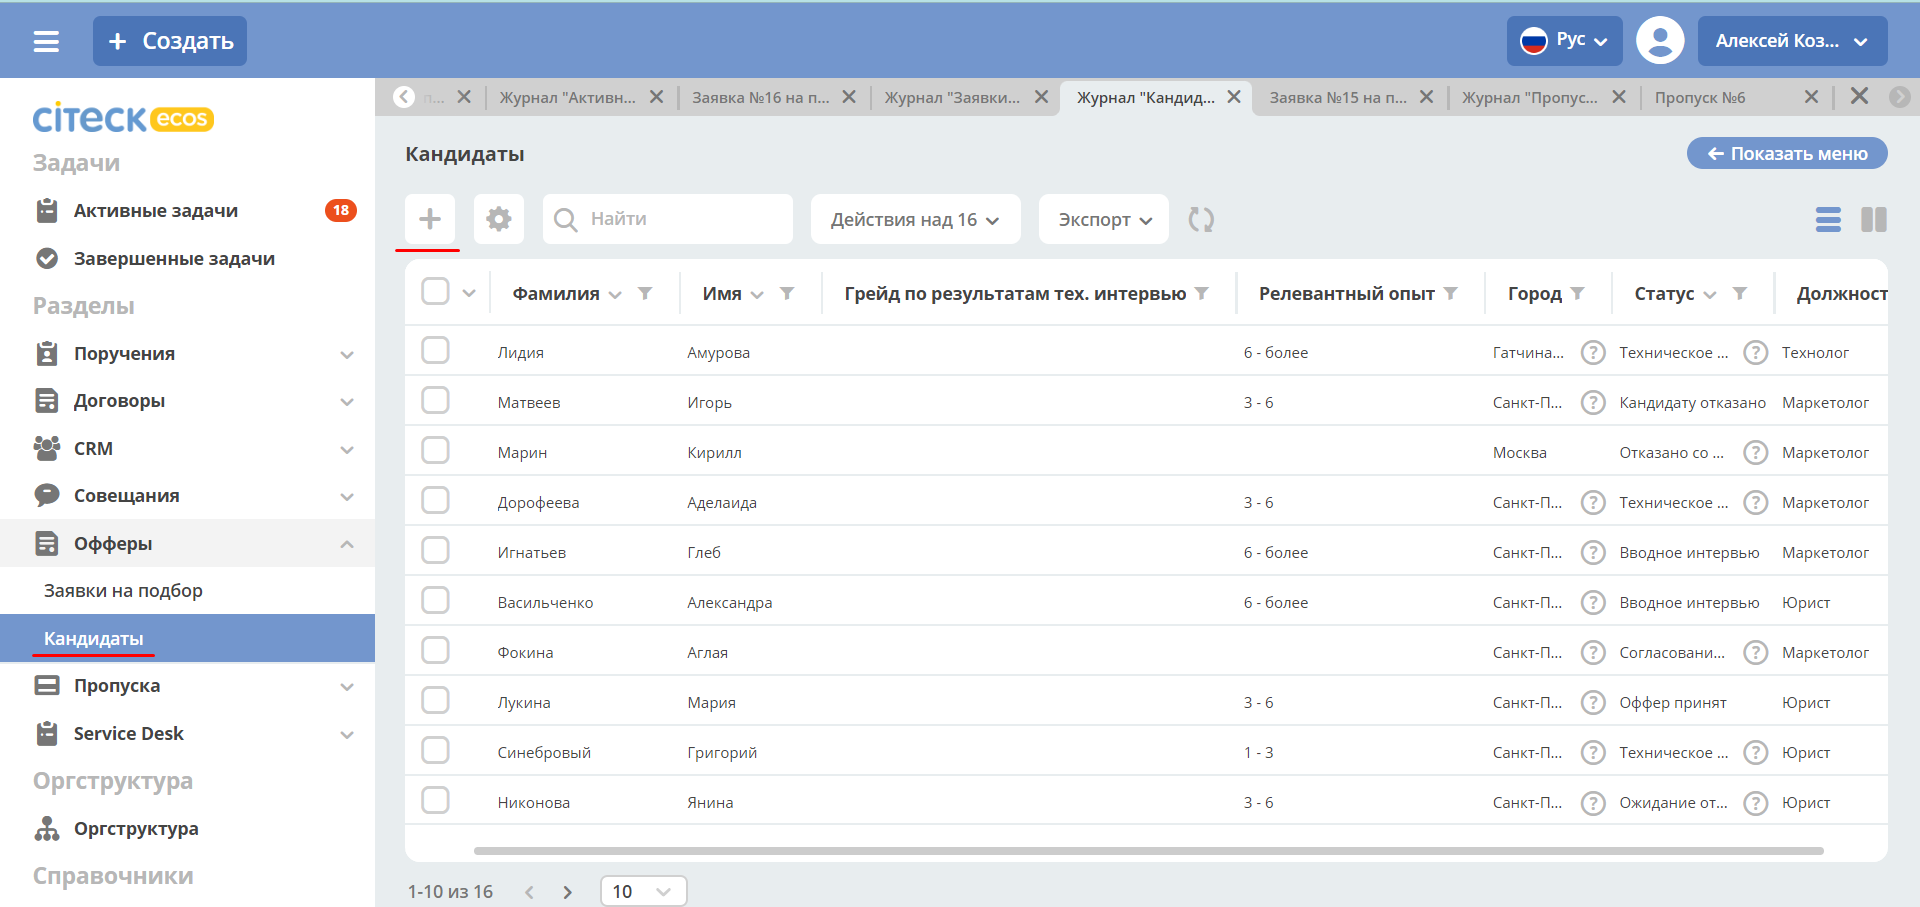 Создать
Рус
Алексей Коз...
п...
Журнал "Активн...
Заявка №16 на п...
Журнал "Заявки...
Журнал "Кандид...
Заявка №15 на п...
Журнал "Пропус...
Пропуск №6
citeck ecos
Задачи
Активные задачи 18
Завершенные задачи
Разделы
Поручения
Договоры
CRM
Совещания
Офферы
Заявки на подбор
Кандидаты
Пропуска
Service Desk
Оргструктура
Оргструктура
Справочники
Кандидаты
Показать меню
Найти
Действия над 16
Экспорт
Фамилия Имя Грейд по результатам тех. интервью Релевантный опыт Город Статус Должност
Лидия Амурова 6 - более Гатчина... ? Техническое ... ? Технолог
Матвеев Игорь 3 - 6 Санкт-П... ? Кандидату отказано Маркетолог
Марин Кирилл Москва Отказано со ... ? Маркетолог
Дорофеева Аделаида 3 - 6 Санкт-П... ? Техническое ... ? Маркетолог
Игнатьев Глеб 6 - более Санкт-П... ? Вводное интервью Маркетолог
Васильченко Александра 6 - более Санкт-П... ? Вводное интервью Юрист
Фокина Аглая Санкт-П... ? Согласовани... ? Маркетолог
Лукина Мария 3 - 6 Санкт-П... ? Оффер принят Юрист
Синебровый Григорий 1 - 3 Санкт-П... ? Техническое ... ? Юрист
Никонова Янина 3 - 6 Санкт-П... ? Ожидание от... ? Юрист
1-10 из 16
10